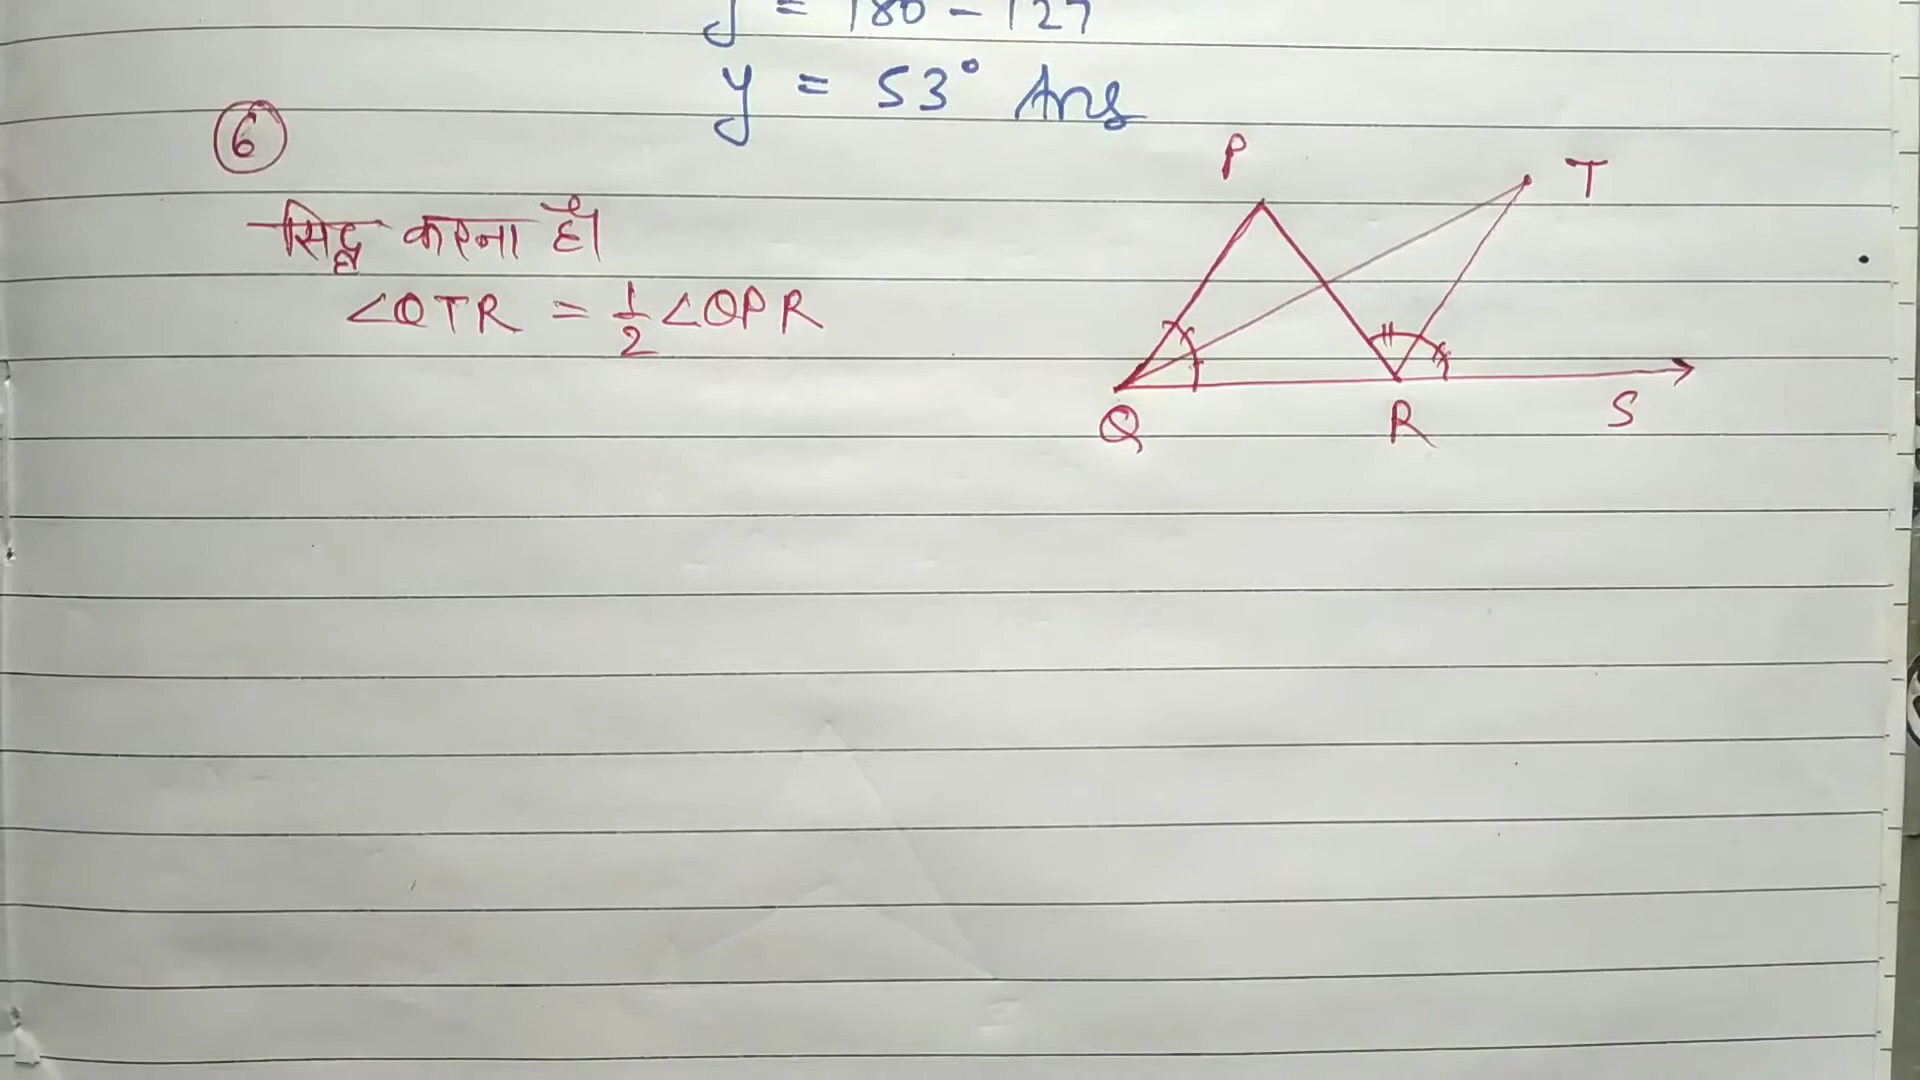 y = 180 - 127
y = 53° Ans
6
सिद्ध करना है।
∠QTR = 1/2 ∠QPR
P
T
Q
R
S